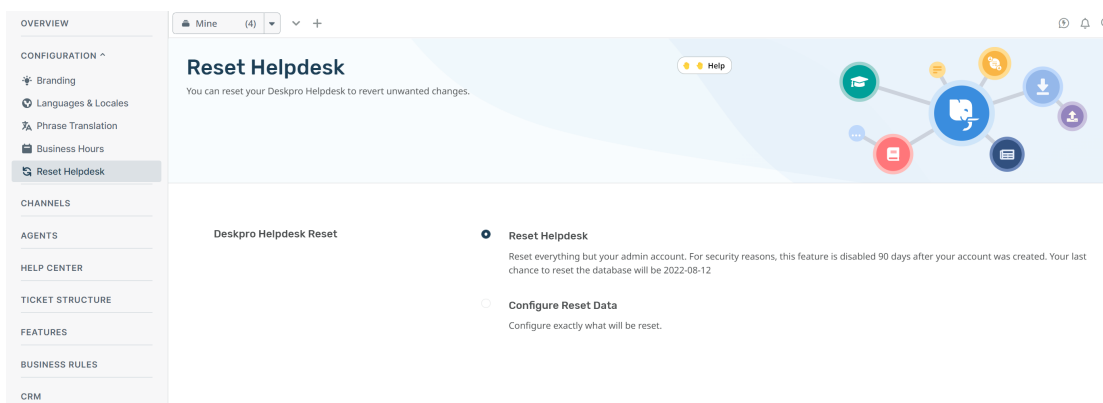 OVERVIEW
CONFIGURATION ^
Branding
Languages & Locales
Phrase Translation
Business Hours
Reset Helpdesk
CHANNELS
AGENTS
HELP CENTER
TICKET STRUCTURE
FEATURES
BUSINESS RULES
CRM
Mine (4)
Reset Helpdesk
You can reset your Deskpro Helpdesk to revert unwanted changes.
Help
Deskpro Helpdesk Reset
Reset Helpdesk
Reset everything but your admin account. For security reasons, this feature is disabled 90 days after your account was created. Your last
chance to reset the database will be 2022-08-12
Configure Reset Data
Configure exactly what will be reset.